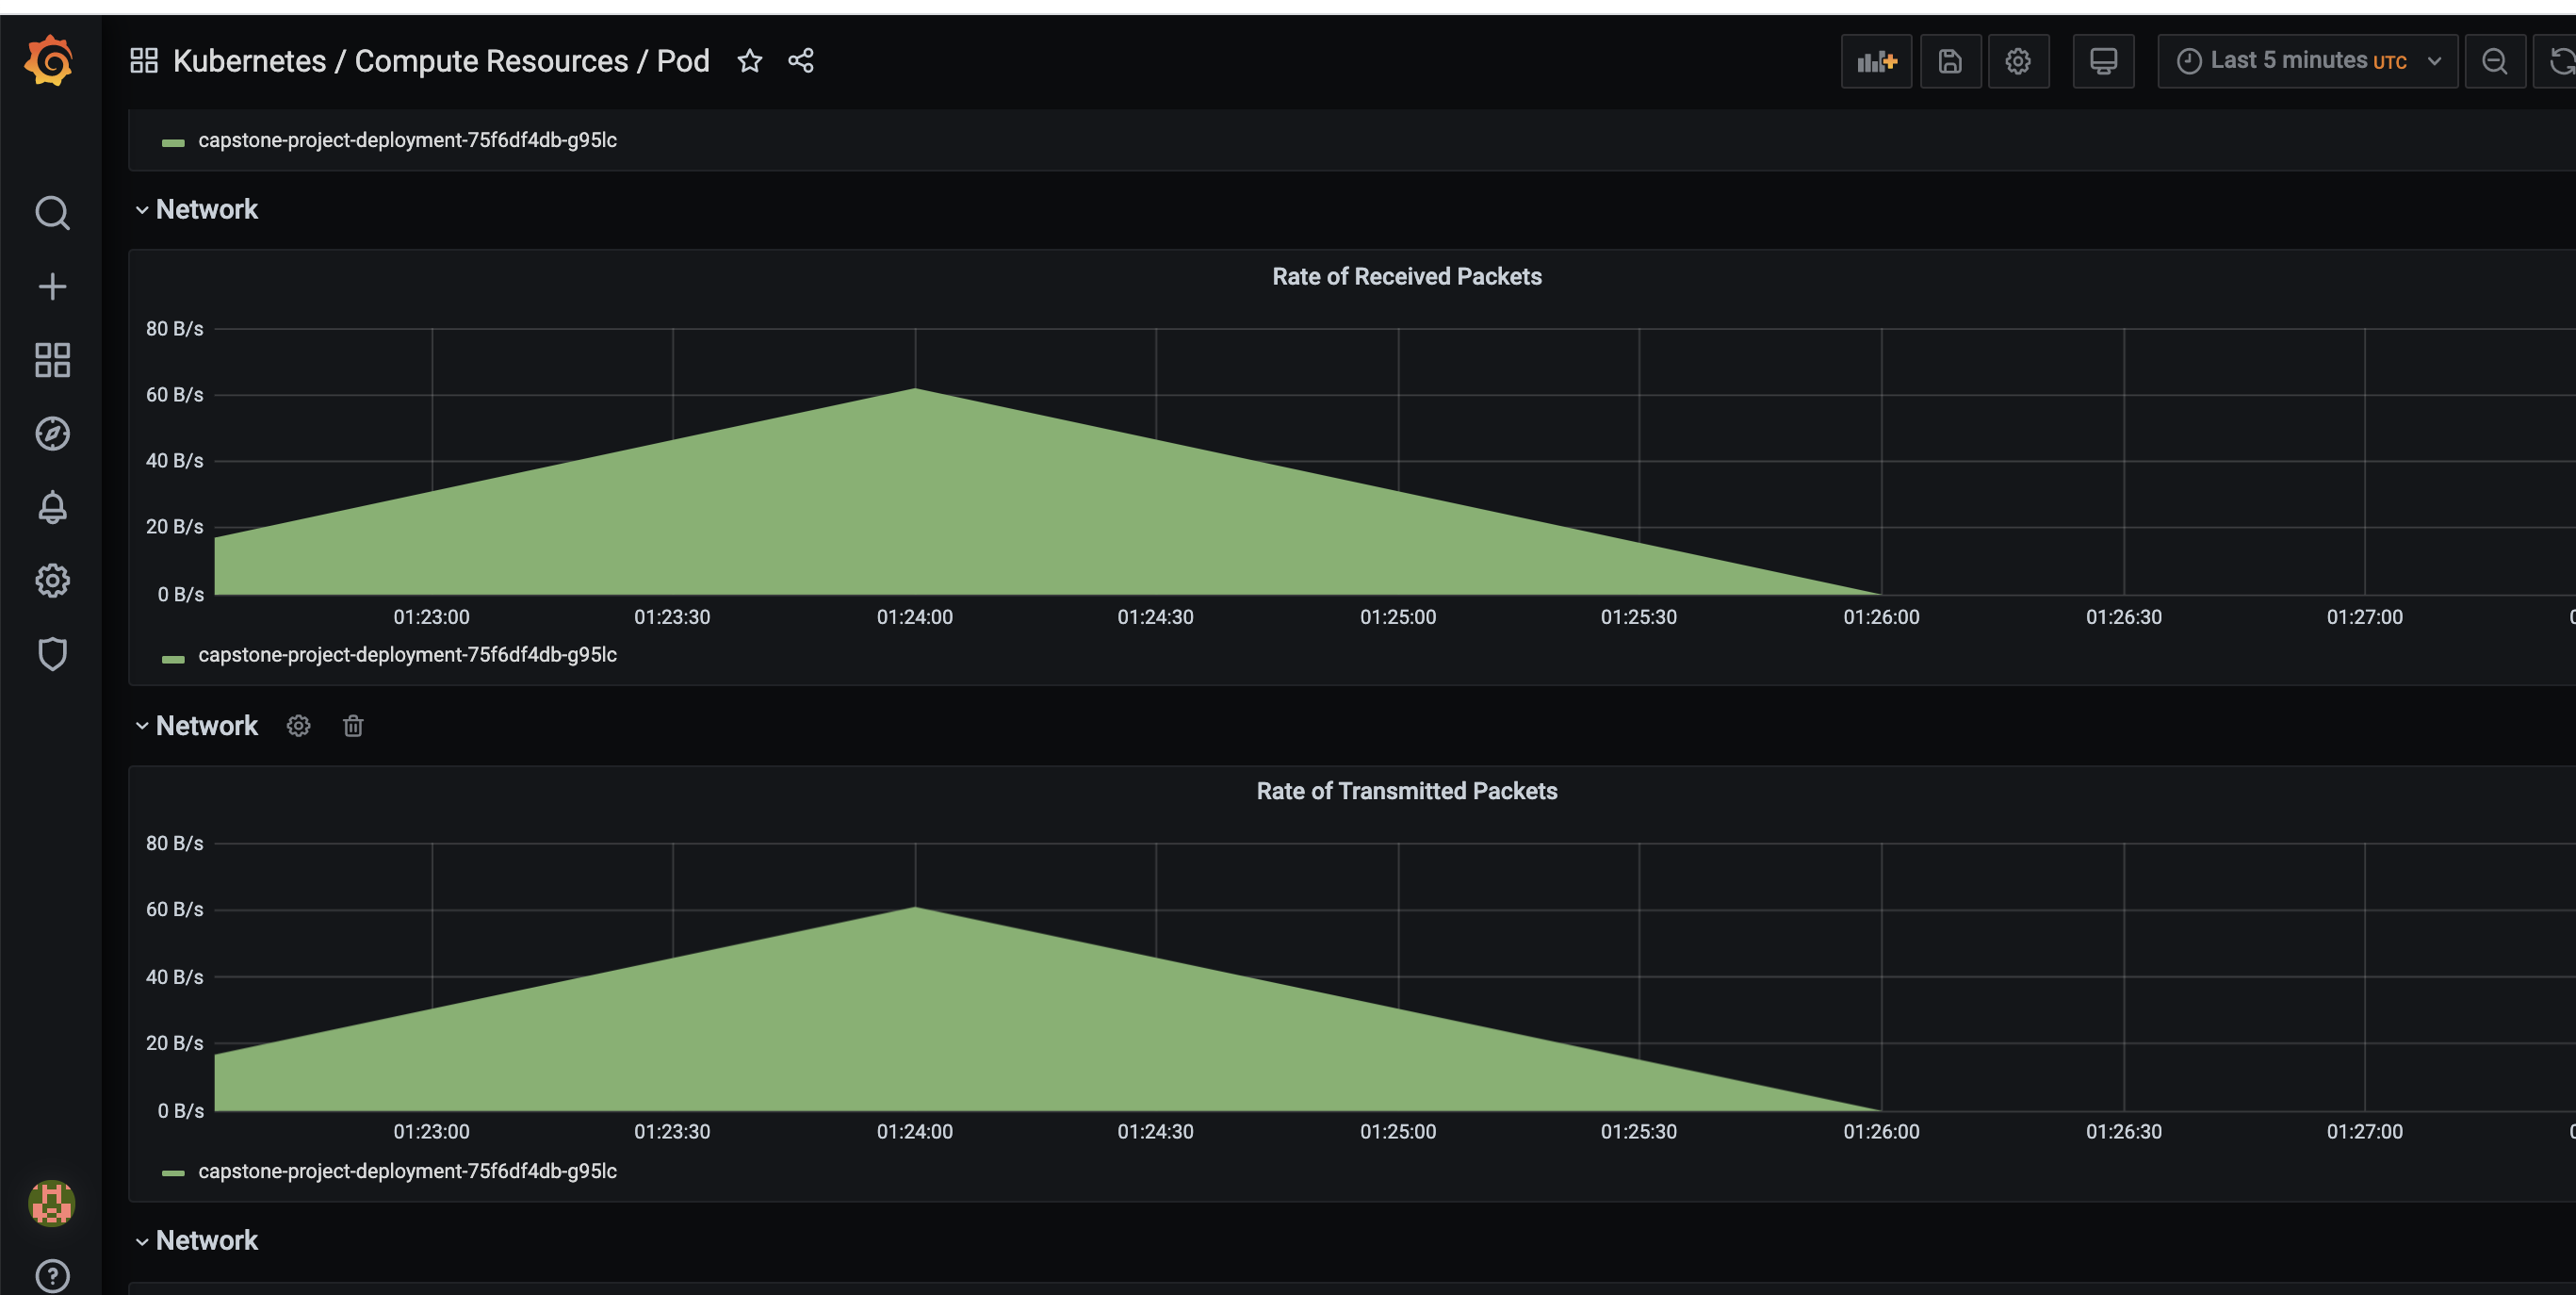 Kubernetes / Compute Resources / Pod
Last 5 minutes UTC
capstone-project-deployment-75f6df4db-g95lc
Network
Rate of Received Packets
80 B/s
60 B/s
40 B/s
20 B/s
0 B/s
01:23:00 01:23:30 01:24:00 01:24:30 01:25:00 01:25:30 01:26:00 01:26:30 01:27:00
capstone-project-deployment-75f6df4db-g95lc
Network
Rate of Transmitted Packets
80 B/s
60 B/s
40 B/s
20 B/s
0 B/s
01:23:00 01:23:30 01:24:00 01:24:30 01:25:00 01:25:30 01:26:00 01:26:30 01:27:00
capstone-project-deployment-75f6df4db-g95lc
Network